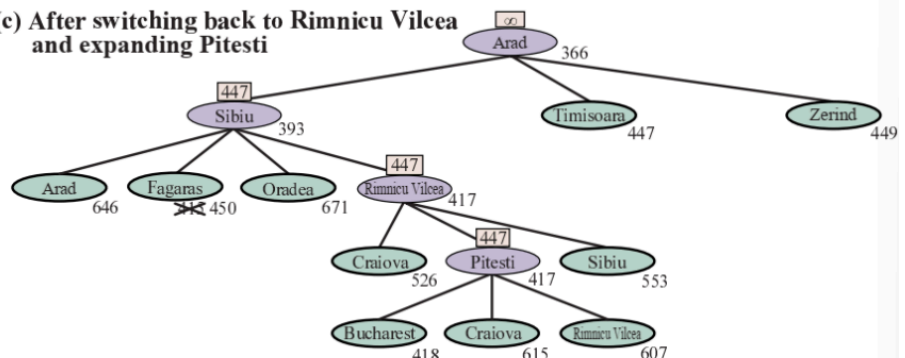 (c) After switching back to Rimnicu Vilcea
and expanding Pitesti
∞
Arad
366
447
Sibiu
393
Timisoara
447
Zerind
449
Arad
646
Fagaras
450
Oradea
671
447
Rimnicu Vilcea
417
Craiova
526
447
Pitesti
417
Sibiu
553
Bucharest
418
Craiova
615
Rimnicu Vilcea
607